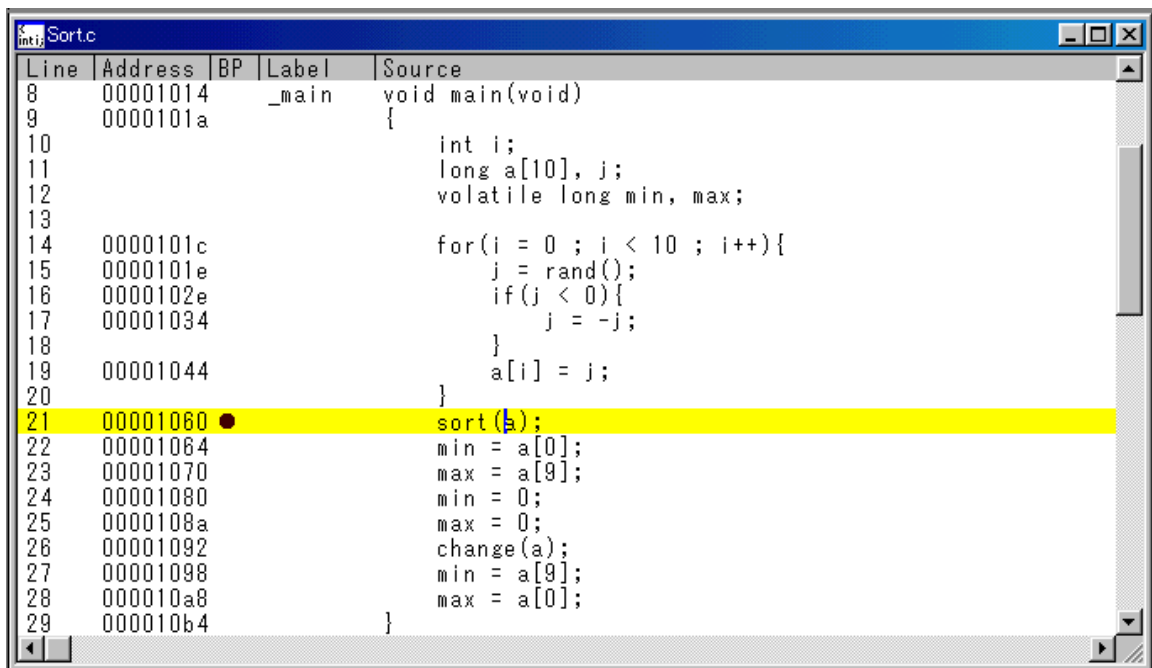 Sort.c
Line |Address |BP |Label |Source
8 00001014 _main void main(void)
9 0000101a {
10 int i;
11 long a[10], j;
12 volatile long min, max;
13
14 0000101c for(i = 0 ; i < 10 ; i++){
15 0000101e j = rand();
16 0000102e if(j < 0){
17 00001034 j = -j;
18 }
19 00001044 a[i] = j;
20 }
21 00001060 ● sort(a);
22 00001064 min = a[0];
23 00001070 max = a[9];
24 00001080 min = 0;
25 0000108a max = 0;
26 00001092 change(a);
27 00001098 min = a[9];
28 000010a8 max = a[0];
29 000010b4 }